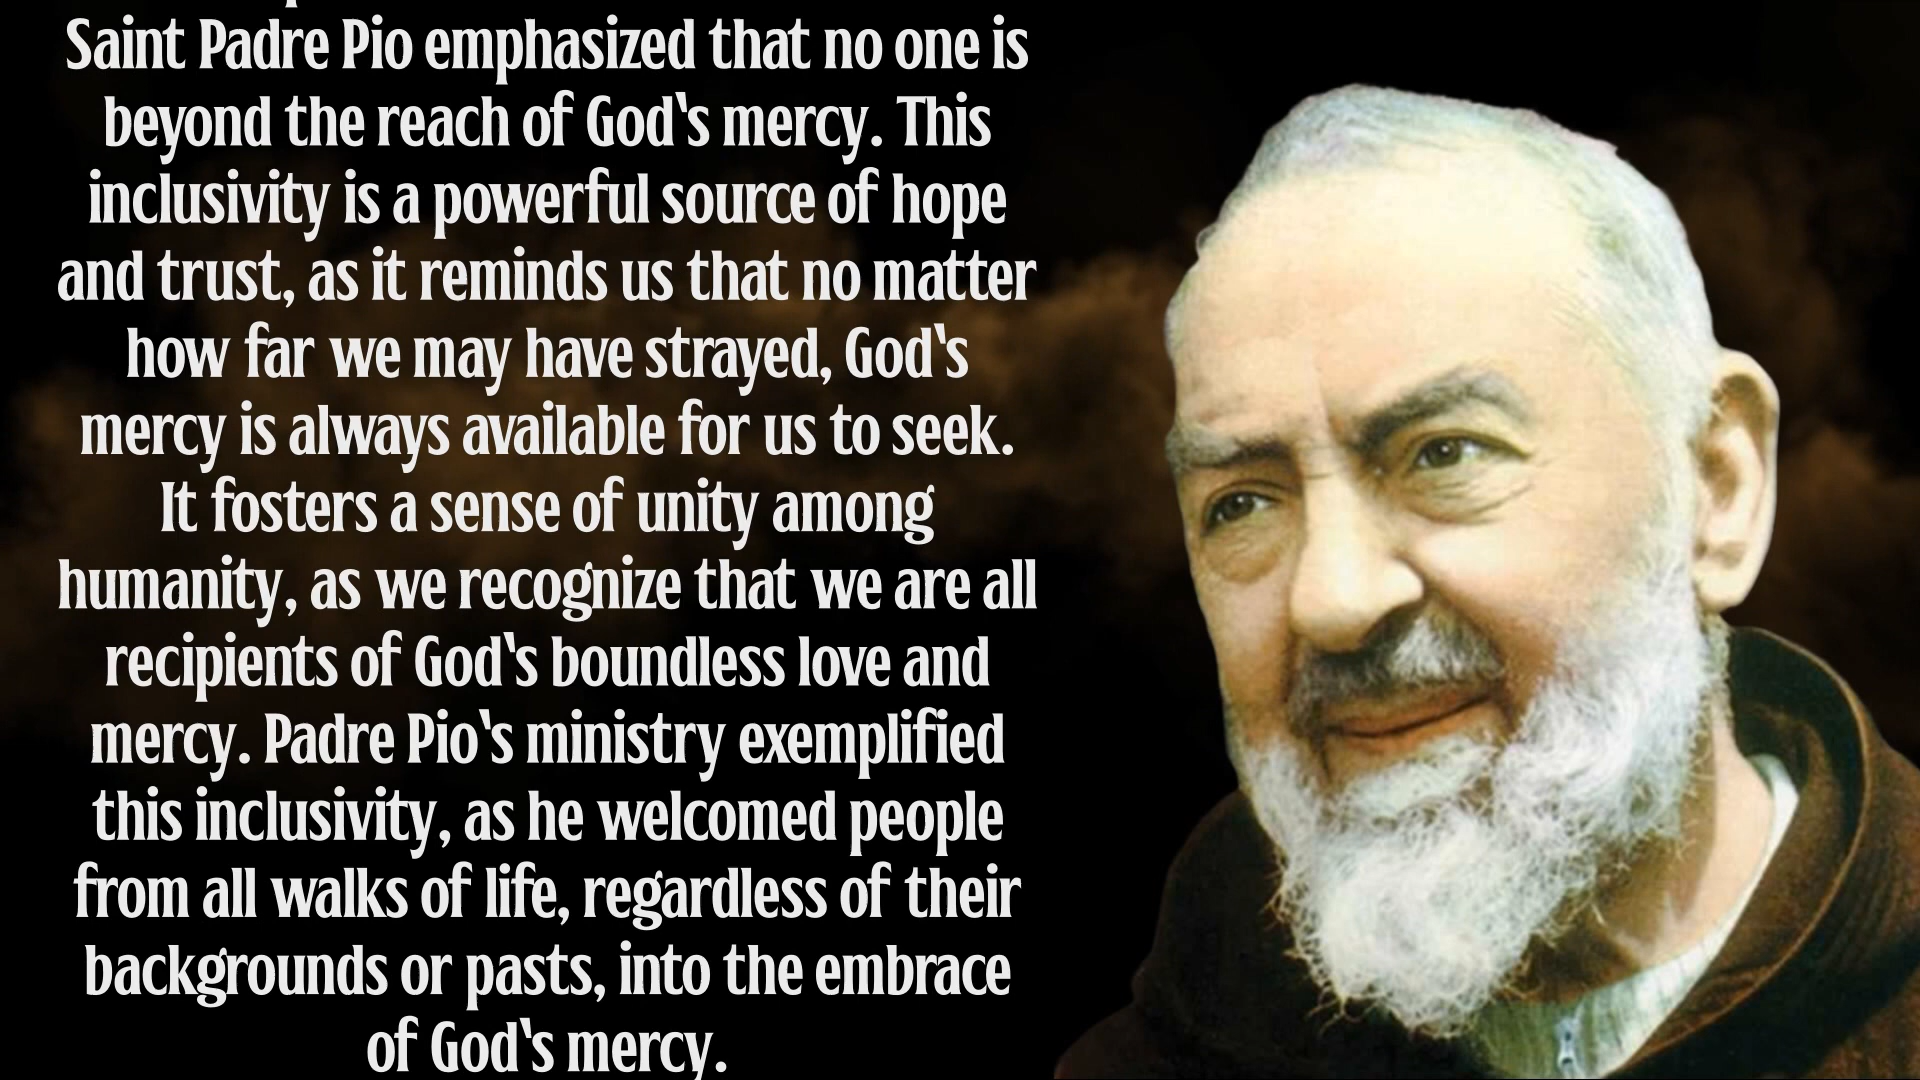 Saint Padre Pio emphasized that no one is
beyond the reach of God's mercy. This
inclusivity is a powerful source of hope
and trust, as it reminds us that no matter
how far we may have strayed, God's
mercy is always available for us to seek.
It fosters a sense of unity among
humanity, as we recognize that we are all
recipients of God's boundless love and
mercy. Padre Pio's ministry exemplified
this inclusivity, as he welcomed people
from all walks of life, regardless of their
backgrounds or pasts, into the embrace
of God's mercy.